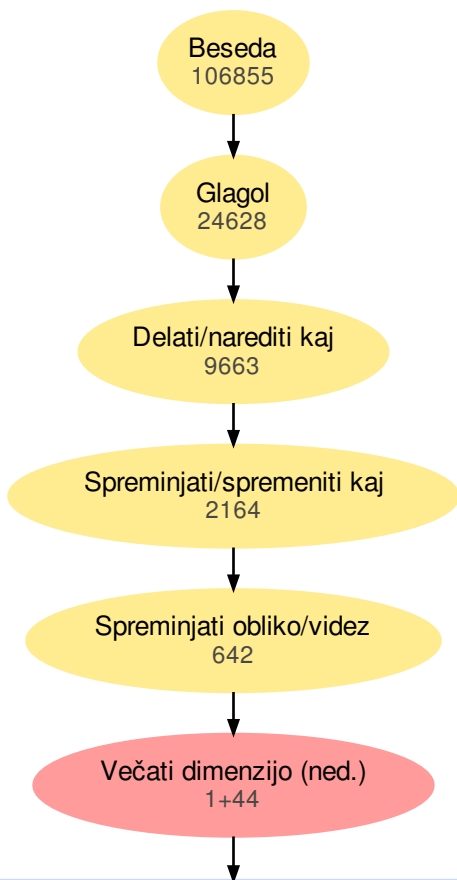 Beseda
106855
Glagol
24628
Delati/narediti kaj
9663
Spreminjati/spremeniti kaj
2164
Spreminjati obliko/videz
642
Večati dimenzijo (ned.)
1+44